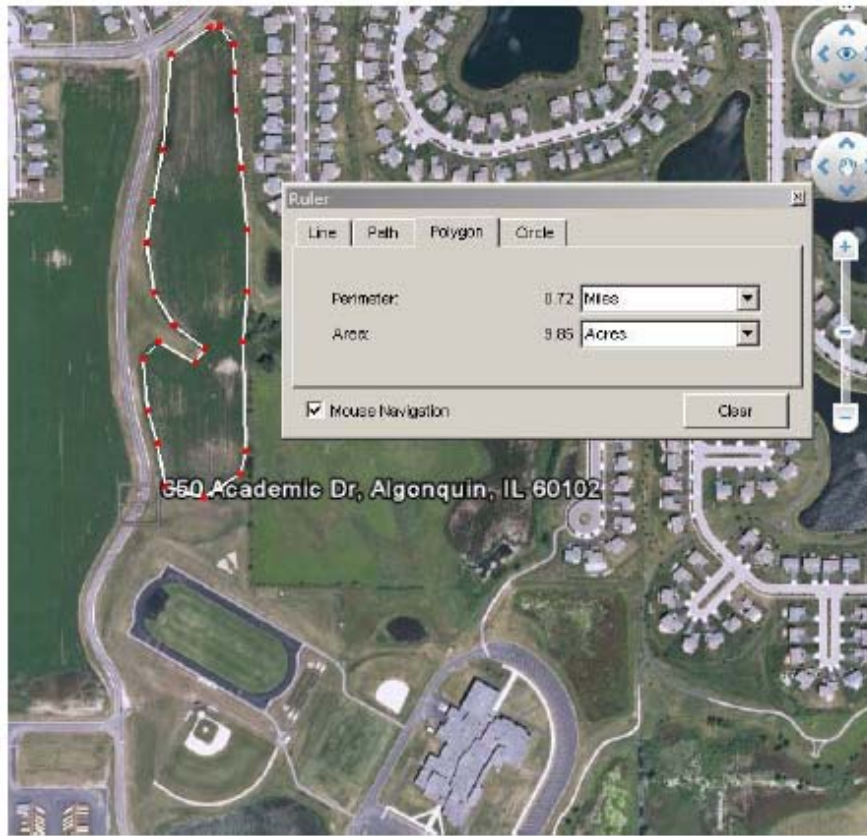 Ruler
Line Path Polygon Circle
Perimeter: 0.72 Miles
Area: 9.85 Acres
Mouse Navigation Clear
350 Academic Dr, Algonquin, IL 60102